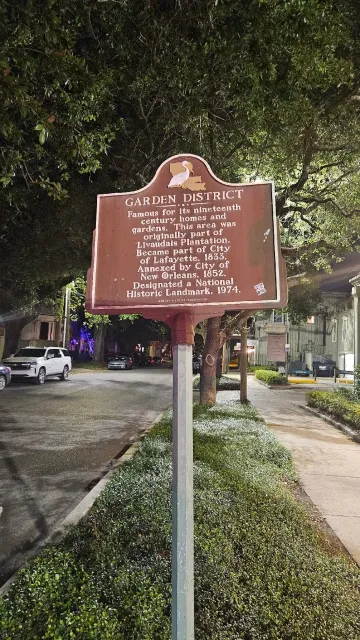 GARDEN DISTRICT
Famous for its nineteenth
century homes and
gardens. This area was
originally part of
Livaudais Plantation.
Became part of City
of Lafayette, 1833.
Annexed by City of
New Orleans, 1852.
Designated a National
Historic Landmark, 1974.